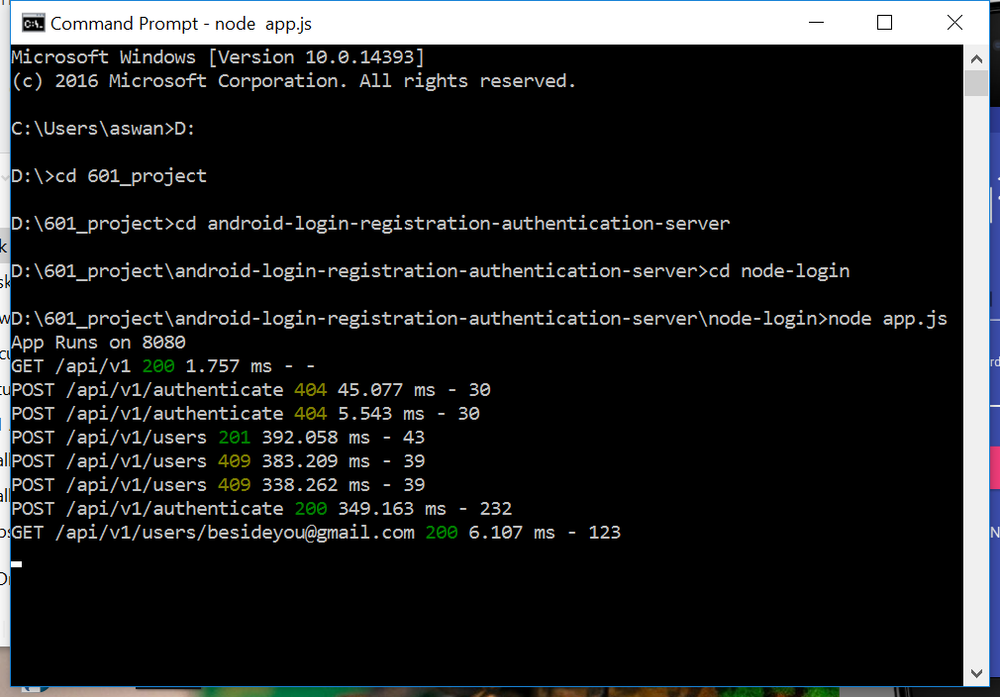 Command Prompt - node app.js
Microsoft Windows [Version 10.0.14393]
(c) 2016 Microsoft Corporation. All rights reserved.
C:\Users\aswan>D:
D:\>cd 601_project
D:\601_project>cd android-login-registration-authentication-server
D:\601_project\android-login-registration-authentication-server>cd node-login
D:\601_project\android-login-registration-authentication-server\node-login>node app.js
App Runs on 8080
GET /api/v1 200 1.757 ms - -
POST /api/v1/authenticate 404 45.077 ms - 30
POST /api/v1/authenticate 404 5.543 ms - 30
POST /api/v1/users 201 392.058 ms - 43
POST /api/v1/users 409 383.209 ms - 39
POST /api/v1/users 409 338.262 ms - 39
POST /api/v1/authenticate 200 349.163 ms - 232
GET /api/v1/users/besideyou@gmail.com 200 6.107 ms - 123